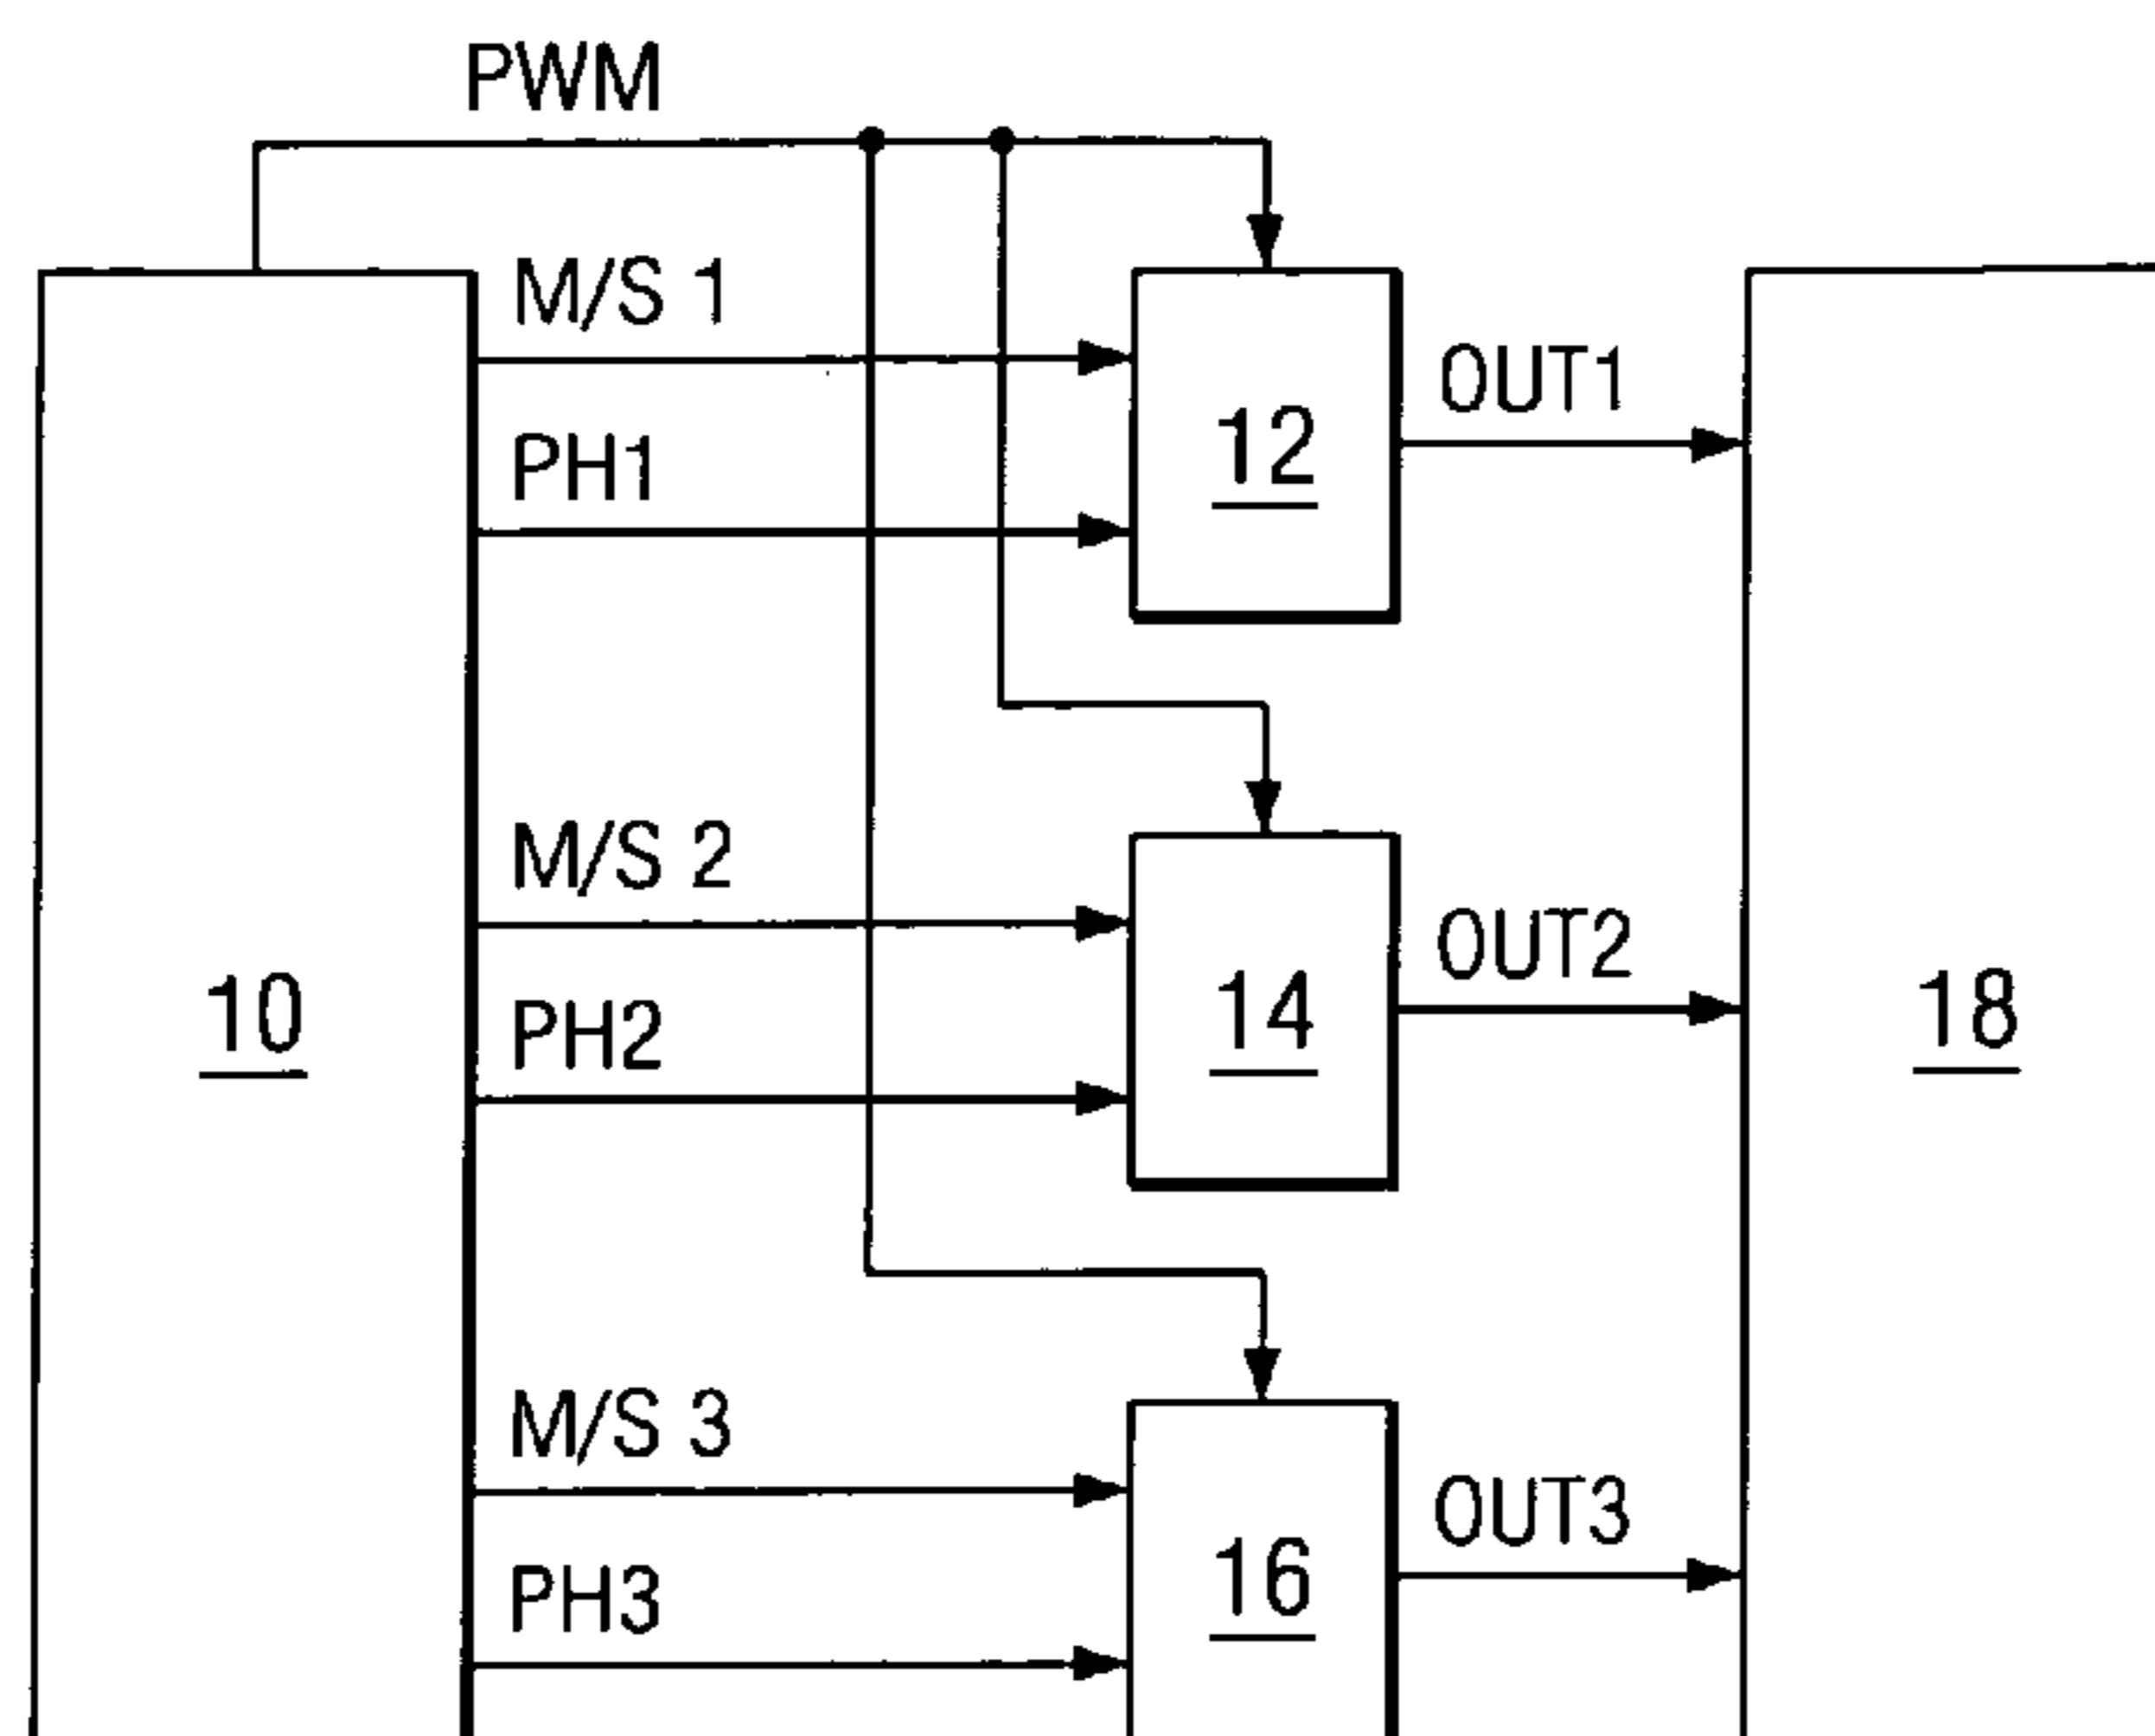 PWM
M/S 1
PH1
12
OUT1
M/S 2
PH2
10
14
OUT2
18
M/S 3
PH3
16
OUT3